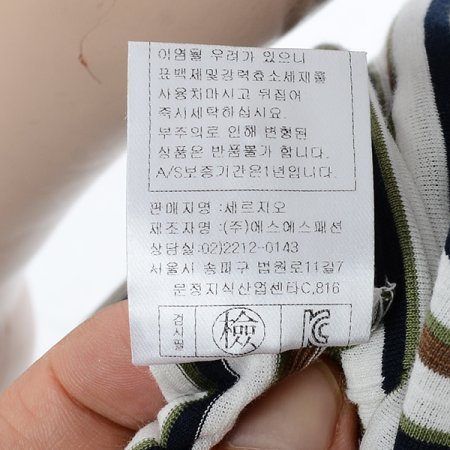 이염될 우려가 있으니
표백제및강력효소세재를
사용치마시고 뒤집어
즉시세탁하십시요.
부주의로 인해 변형된
상품은 반품불가 합니다.
A/S보증기간은1년입니다.
판매자명 :세르지오
제조자명 :(주)에스에스패션
상담실:02)2212-0143
서울시 송파구 법원로11길7
문정지식산업센타C,816
검사필 檢